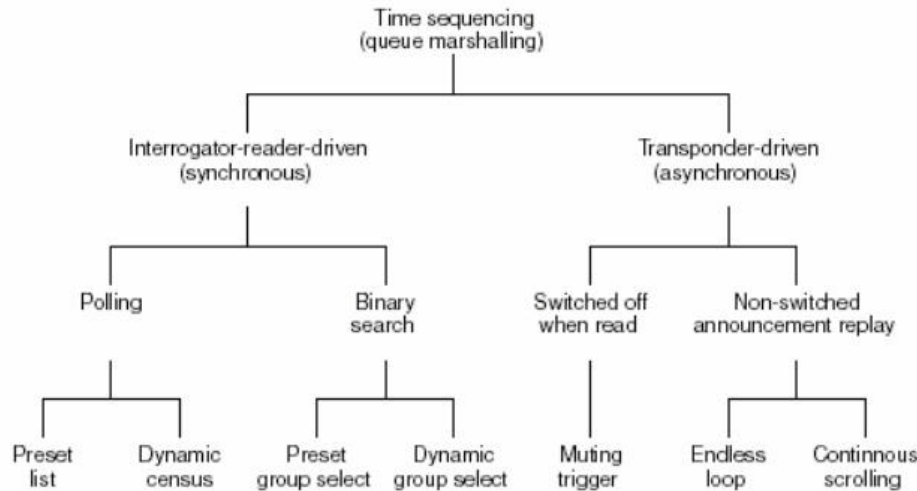 Time sequencing
(queue marshalling)
Interrogator-reader-driven
(synchronous)
Transponder-driven
(asynchronous)
Polling
Binary
search
Switched off
when read
Non-switched
announcement replay
Preset
list
Dynamic
census
Preset
group select
Dynamic
group select
Muting
trigger
Endless
loop
Continnous
scrolling